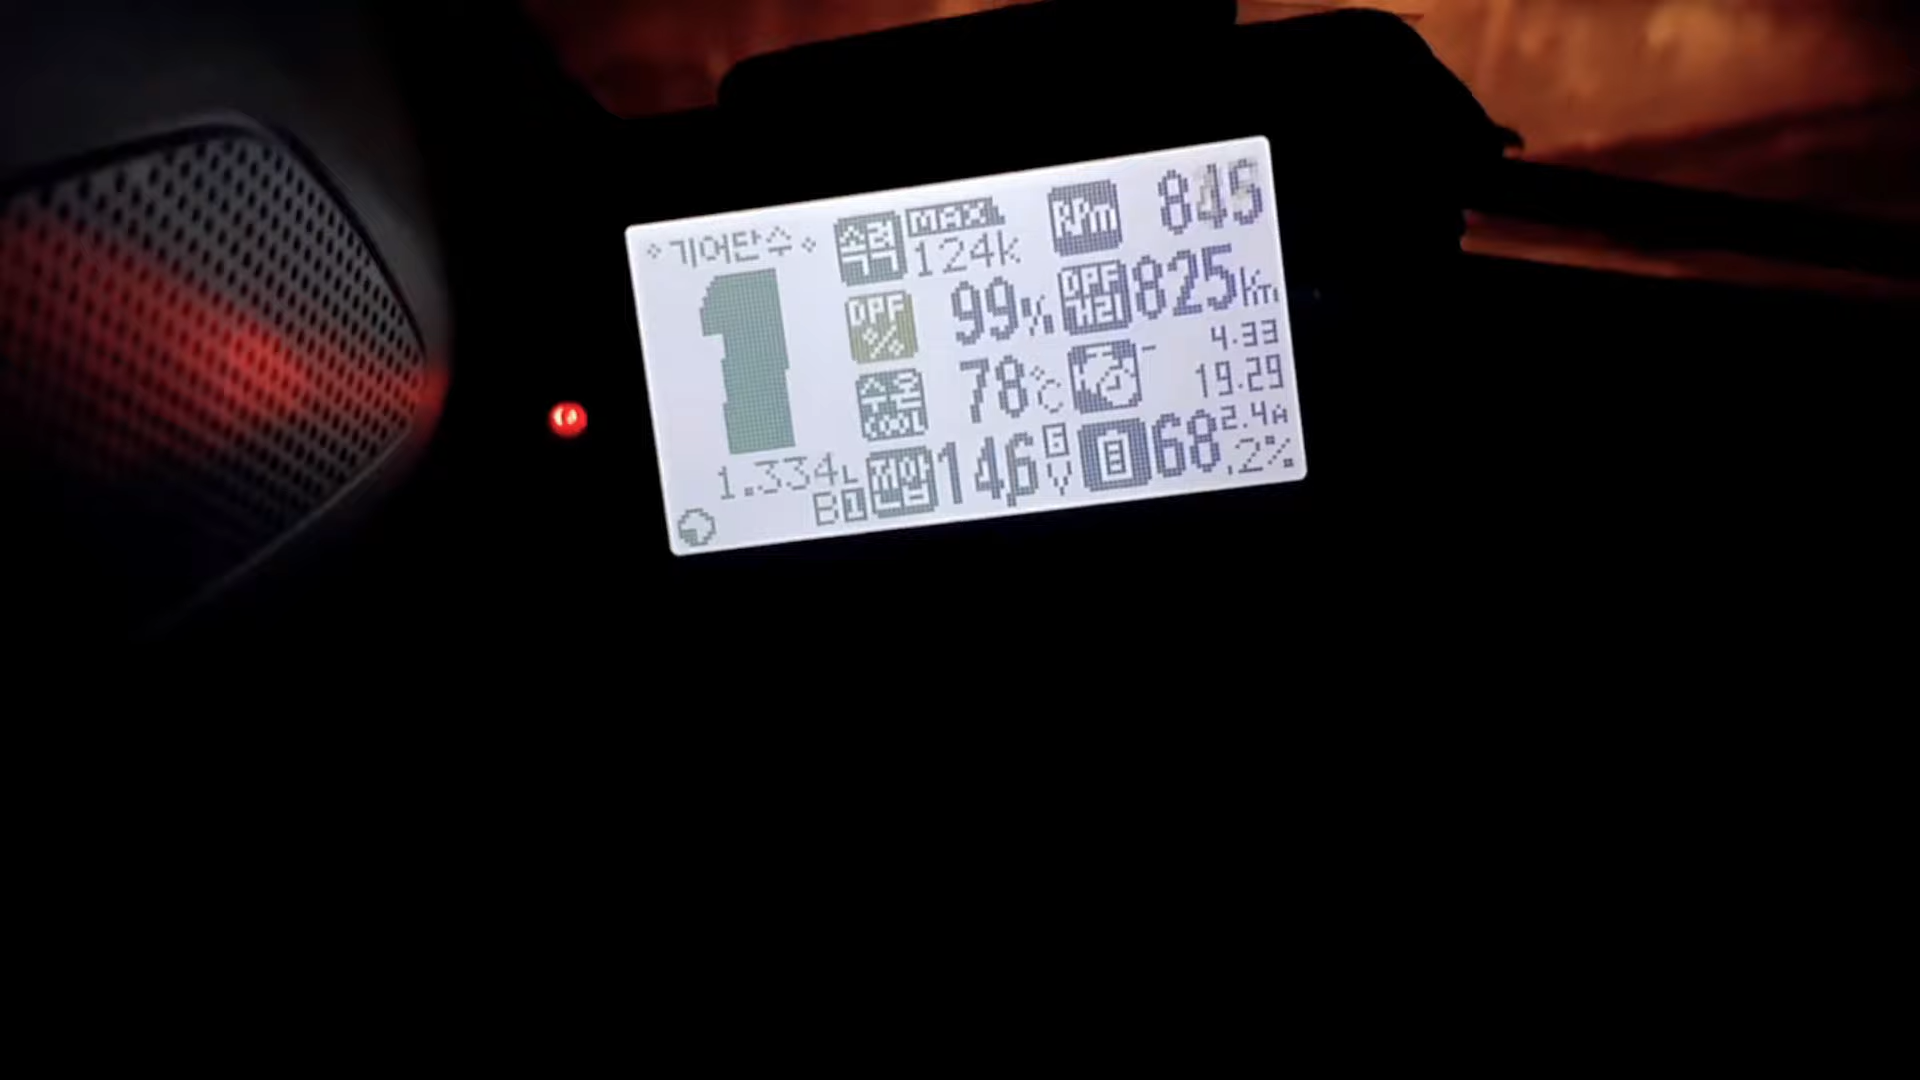 기어단수
속력 MAX 124k
RPm 845
DPF % 99%
DPF 거리 825km
4.33
수온 COOL 78℃
19.29
1
2.4A
1.334L
B1 전압 14.6 V
68.2%